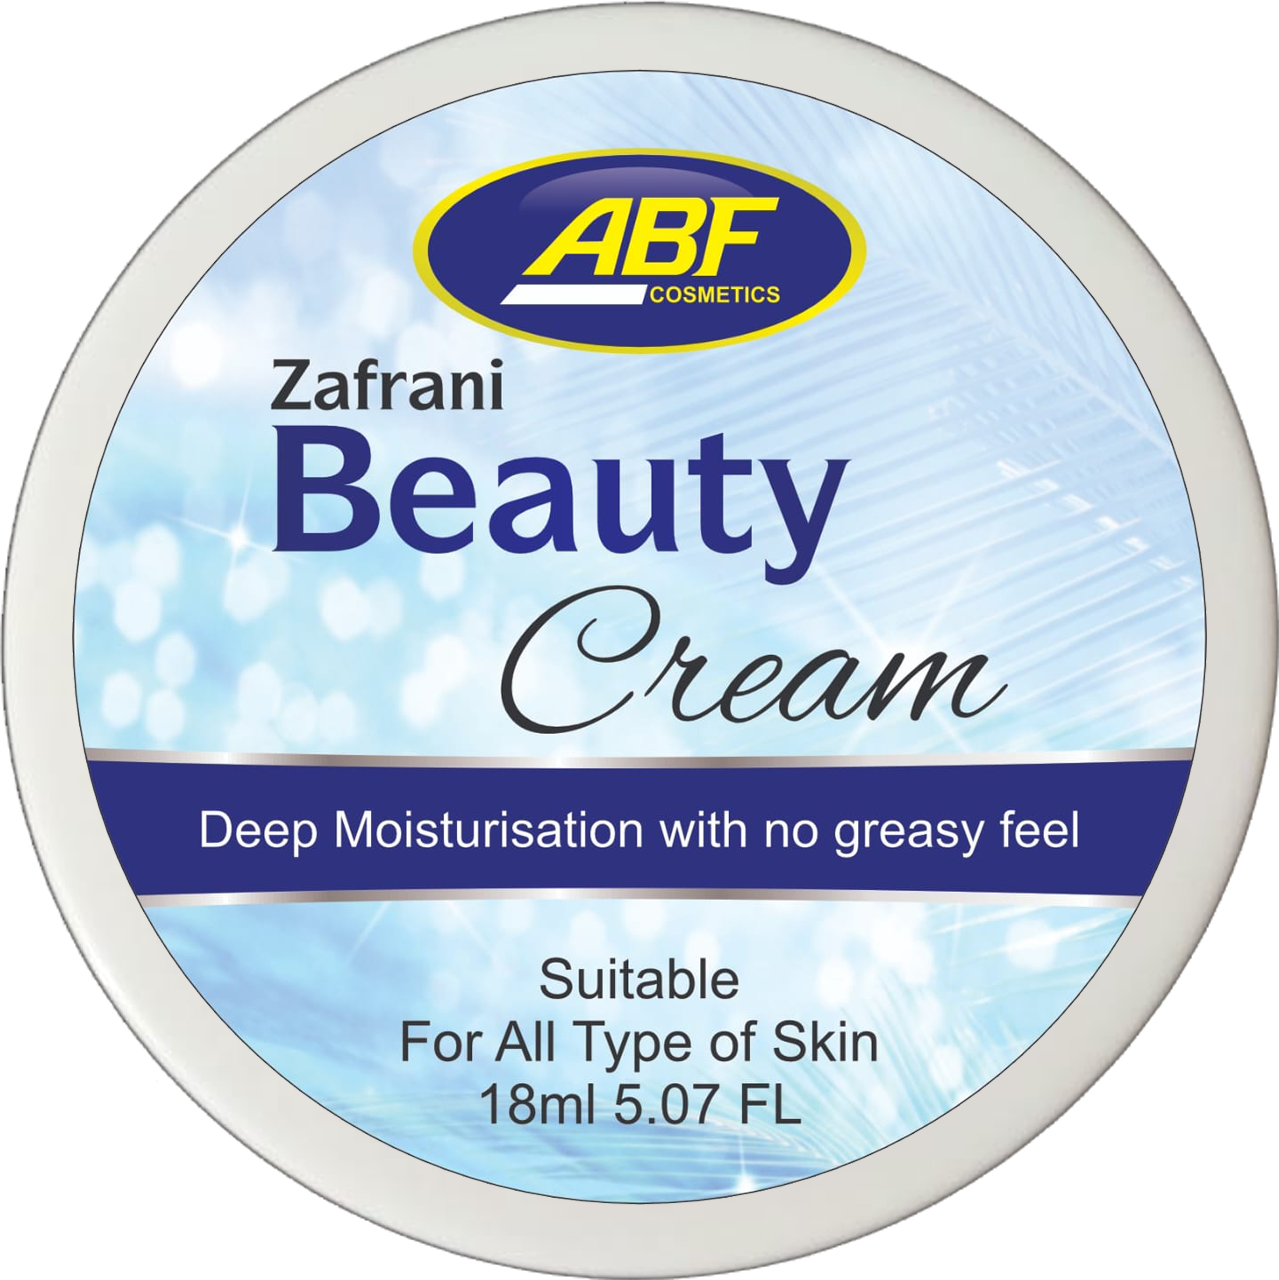 ABF
COSMETICS
Zafrani
Beauty
Cream
Deep Moisturisation with no greasy feel
Suitable
For All Type of Skin
18ml 5.07 FL